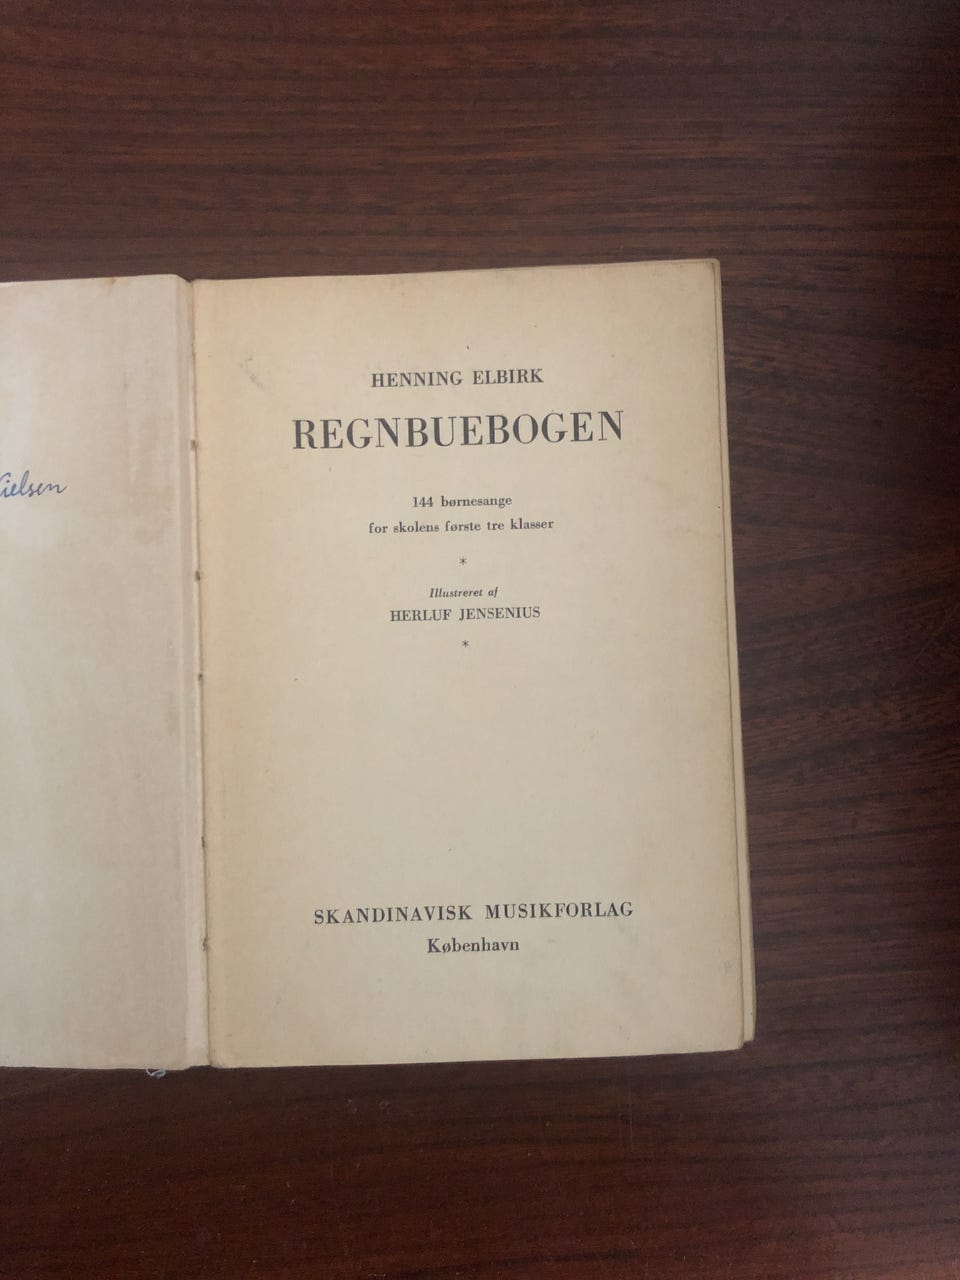 HENNING ELBIRK
REGNBUEBOGEN
144 børnesange
for skolens første tre klasser
*
Illustreret af
HERLUF JENSENIUS
*
SKANDINAVISK MUSIKFORLAG
København